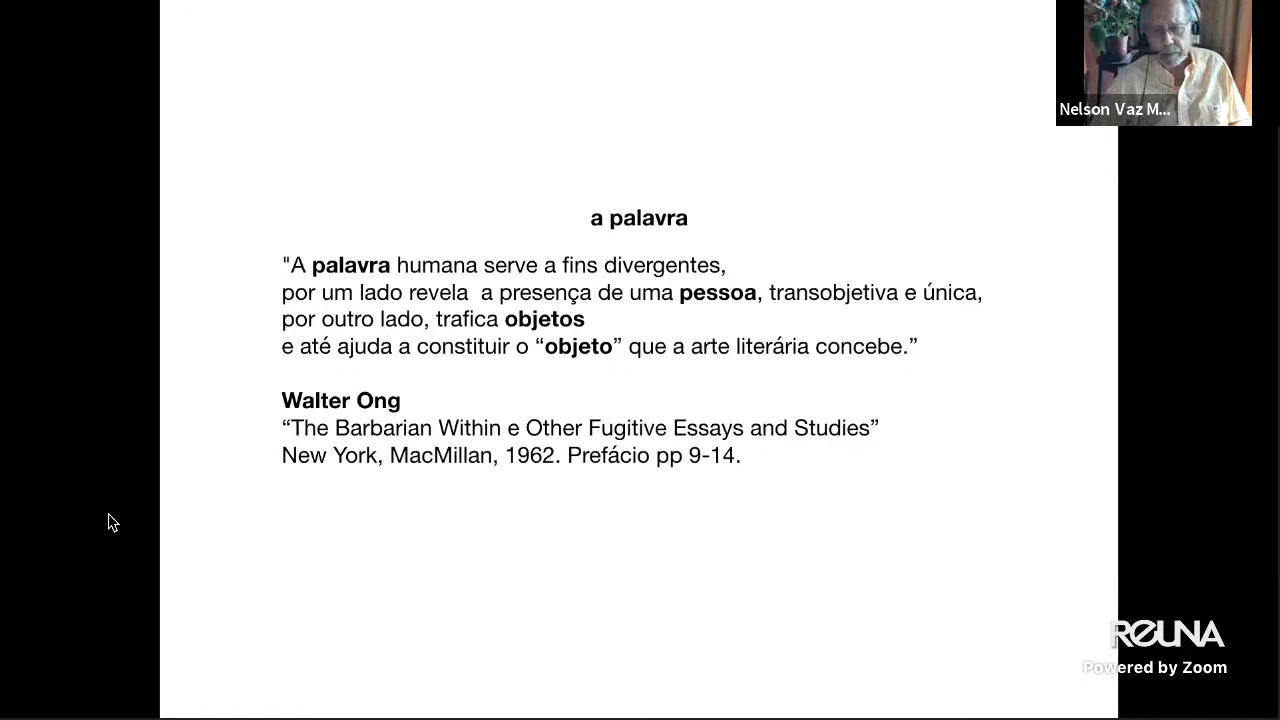 Nelson Vaz M...
a palavra
"A palavra humana serve a fins divergentes,
por um lado revela  a presença de uma pessoa, transobjetiva e única,
por outro lado, trafica objetos
e até ajuda a constituir o “objeto” que a arte literária concebe.”
Walter Ong
“The Barbarian Within e Other Fugitive Essays and Studies”
New York, MacMillan, 1962. Prefácio pp 9-14.
REUNA
Powered by Zoom